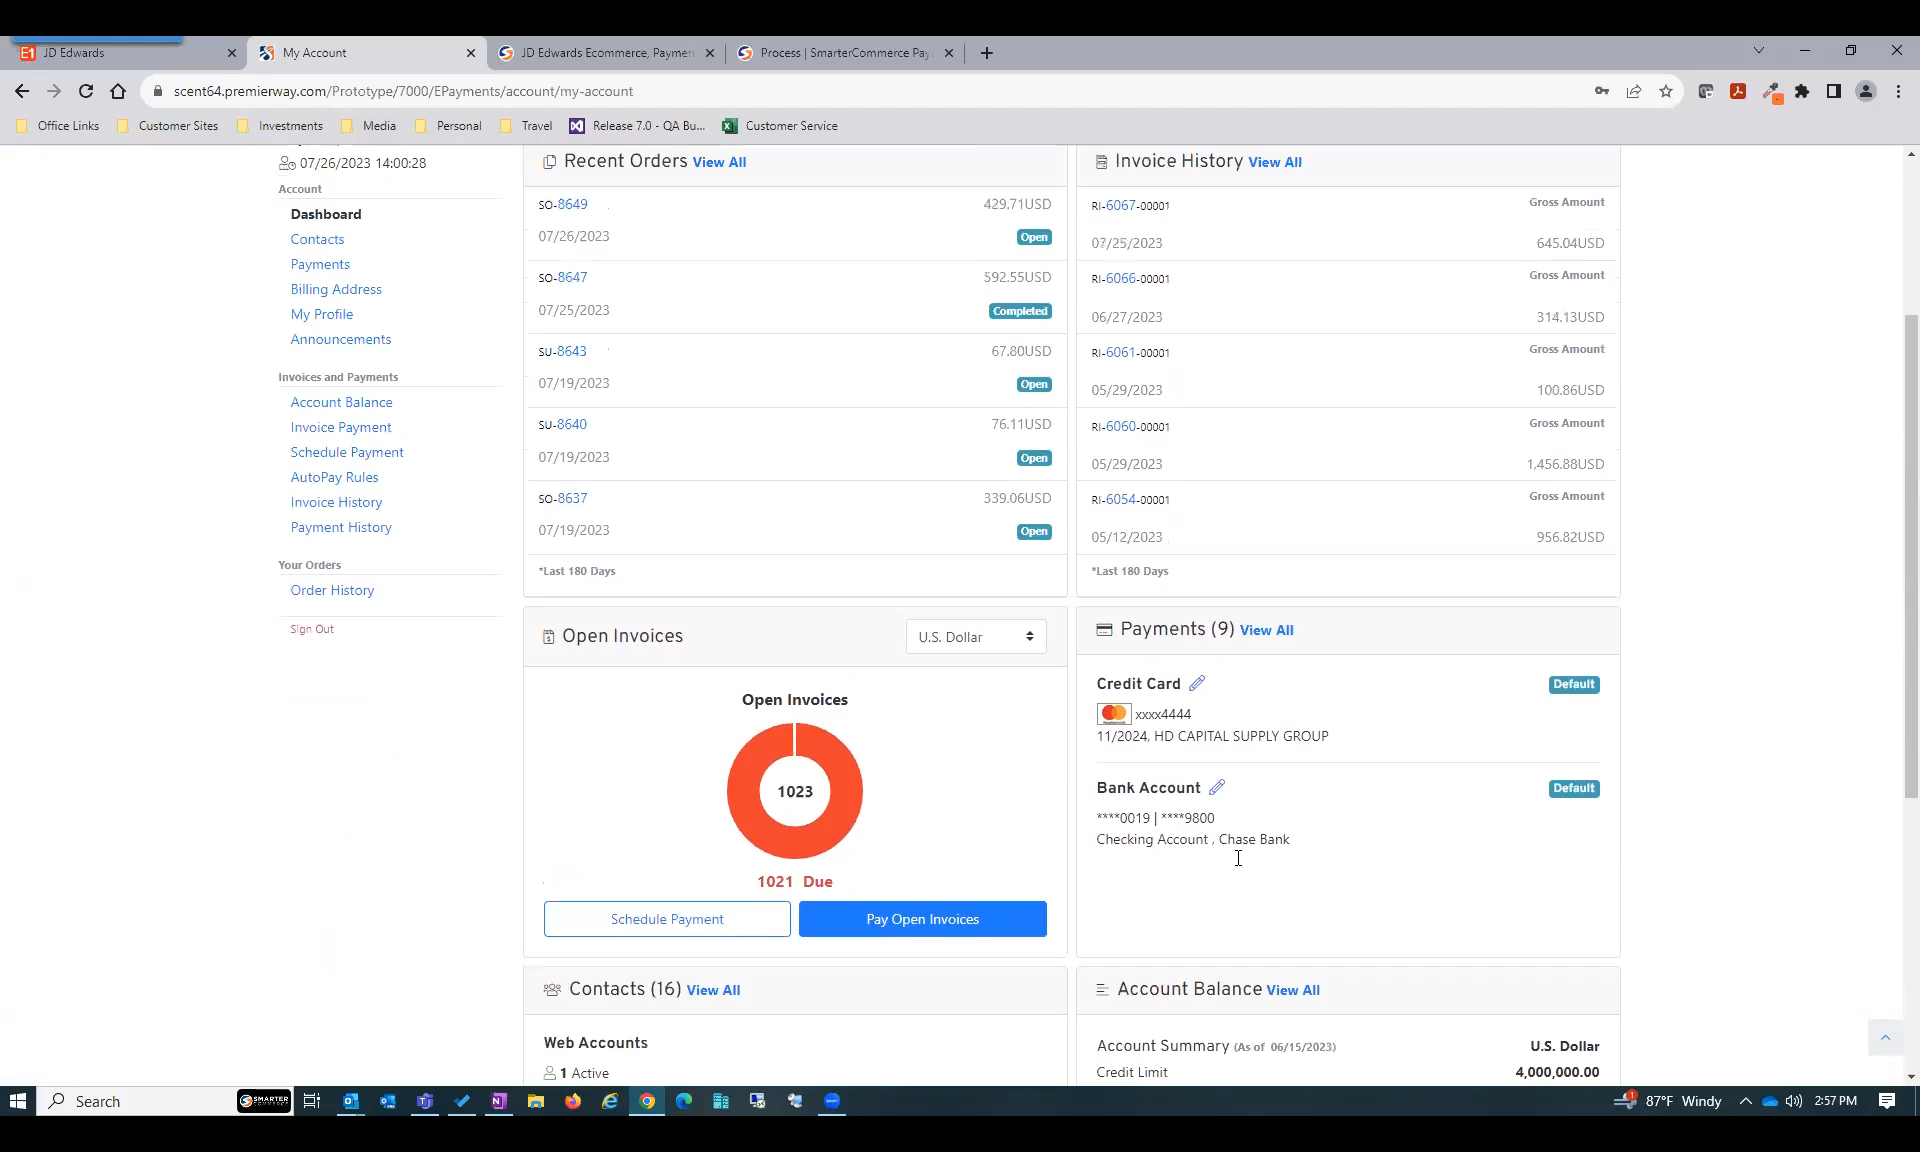 JD Edwards
My Account
JD Edwards Ecommerce, Paymen
Process | SmarterCommerce Pay
scent64.premierway.com/Prototype/7000/EPayments/account/my-account
Office Links
Customer Sites
Investments
Media
Personal
Travel
Release 7.0 - QA Bu...
Customer Service
07/26/2023 14:00:28
Account
Dashboard
Contacts
Payments
Billing Address
My Profile
Announcements
Invoices and Payments
Account Balance
Invoice Payment
Schedule Payment
AutoPay Rules
Invoice History
Payment History
Your Orders
Order History
Sign Out
Recent Orders View All
SO-8649 429.71USD
07/26/2023 Open
SO-8647 592.55USD
07/25/2023 Completed
SU-8643 67.80USD
07/19/2023 Open
SU-8640 76.11USD
07/19/2023 Open
SO-8637 339.06USD
07/19/2023 Open
*Last 180 Days
Invoice History View All
RI-6067-00001 Gross Amount
07/25/2023 645.04USD
RI-6066-00001 Gross Amount
06/27/2023 314.13USD
RI-6061-00001 Gross Amount
05/29/2023 100.86USD
RI-6060-00001 Gross Amount
05/29/2023 1,456.88USD
RI-6054-00001 Gross Amount
05/12/2023 956.82USD
*Last 180 Days
Open Invoices U.S. Dollar
Open Invoices
1023
1021 Due
Schedule Payment
Pay Open Invoices
Payments (9) View All
Credit Card Default
xxxx4444
11/2024, HD CAPITAL SUPPLY GROUP
Bank Account Default
****0019 | ****9800
Checking Account , Chase Bank
Contacts (16) View All
Web Accounts
1 Active
Account Balance View All
Account Summary (As of 06/15/2023) U.S. Dollar
Credit Limit 4,000,000.00
Search
SMARTER
87°F Windy
2:57 PM